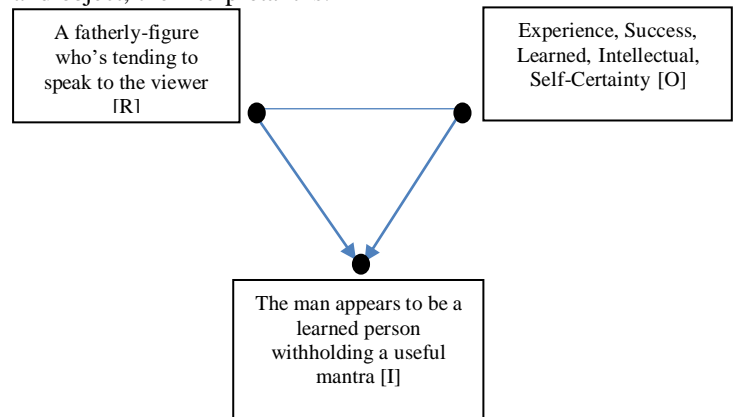 A fatherly-figure
who's tending to
speak to the viewer
[R]
Experience, Success,
Learned, Intellectual,
Self-Certainty [O]
The man appears to be a
learned person
withholding a useful
mantra [I]